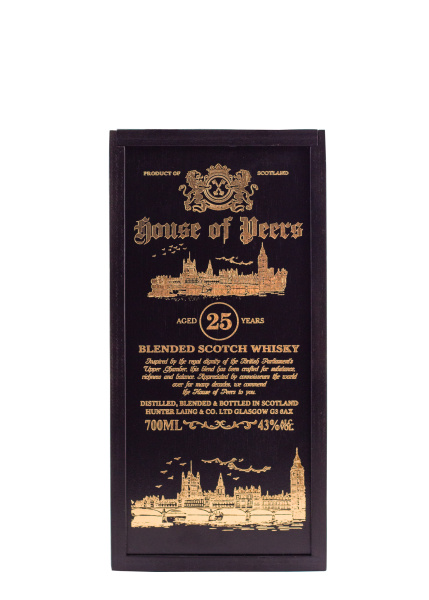 PRODUCT OF SCOTLAND
House of Peers
AGED 25 YEARS
BLENDED SCOTCH WHISKY
Inspired by the regal dignity of the British Parliament's
Upper Chamber, this blend has been crafted for substance,
richness and balance. Appreciated by connoisseurs the world
over for many decades, we commend
the House of Peers to you.
DISTILLED, BLENDED & BOTTLED IN SCOTLAND
HUNTER LAING & CO. LTD GLASGOW G3 8AX
700ML 43%